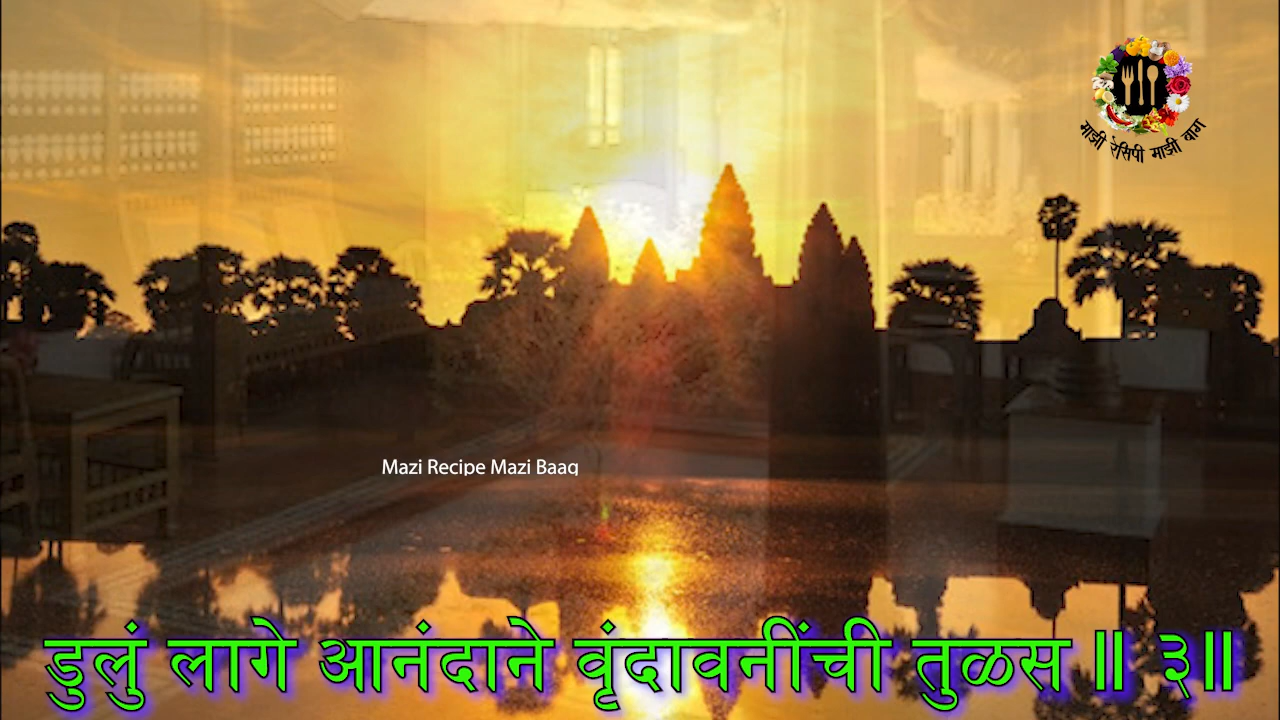 माझी रेसिपी माझी बाग
Mazi Recipe Mazi Baag
डुलुं लागे आनंदाने वृंदावनींची तुळस ॥ ३॥